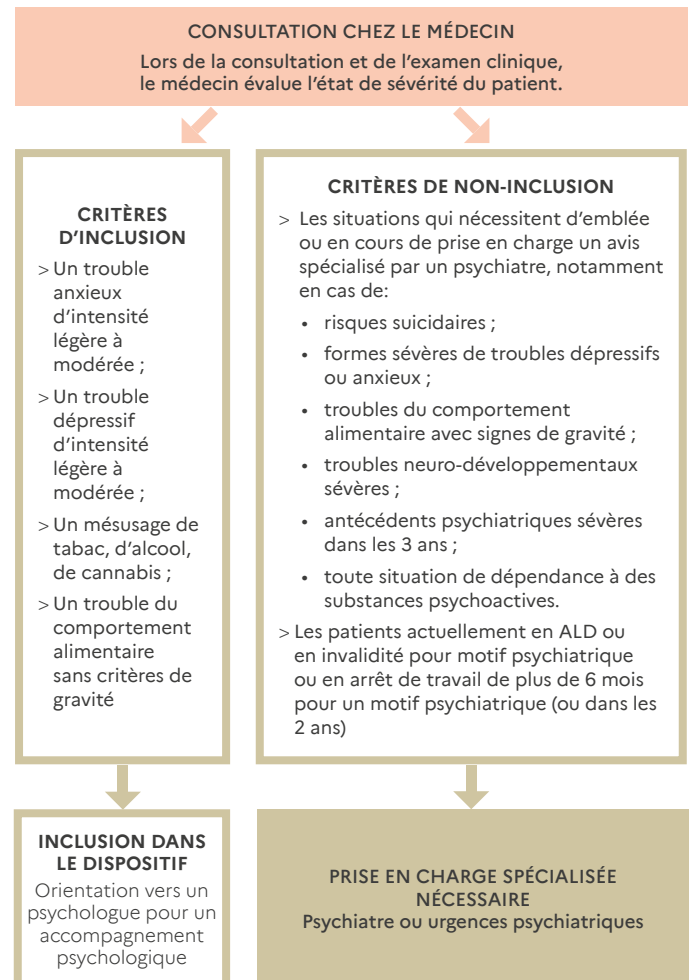 CONSULTATION CHEZ LE MÉDECIN
Lors de la consultation et de l'examen clinique,
le médecin évalue l'état de sévérité du patient.
CRITÈRES
D'INCLUSION
> Un trouble
anxieux
d'intensité
légère à
modérée ;
> Un trouble
dépressif
d'intensité
légère à
modérée ;
> Un mésusage de
tabac, d'alcool,
de cannabis ;
> Un trouble du
comportement
alimentaire
sans critères de
gravité
CRITÈRES DE NON-INCLUSION
> Les situations qui nécessitent d'emblée
ou en cours de prise en charge un avis
spécialisé par un psychiatre, notamment
en cas de:
• risques suicidaires ;
• formes sévères de troubles dépressifs
ou anxieux ;
• troubles du comportement
alimentaire avec signes de gravité ;
• troubles neuro-développementaux
sévères ;
• antécédents psychiatriques sévères
dans les 3 ans ;
• toute situation de dépendance à des
substances psychoactives.
> Les patients actuellement en ALD ou
en invalidité pour motif psychiatrique
ou en arrêt de travail de plus de 6 mois
pour un motif psychiatrique (ou dans les
2 ans)
INCLUSION DANS
LE DISPOSITIF
Orientation vers un
psychologue pour un
accompagnement
psychologique
PRISE EN CHARGE SPÉCIALISÉE
NÉCESSAIRE
Psychiatre ou urgences psychiatriques